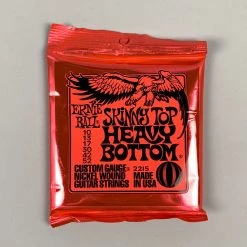 ERNIE
BALL
SKINNY TOP
HEAVY
BOTTOM
10
13
17
30
42
52
CUSTOM GAUGE 2215
NICKEL WOUND MADE
GUITAR STRINGS IN USA